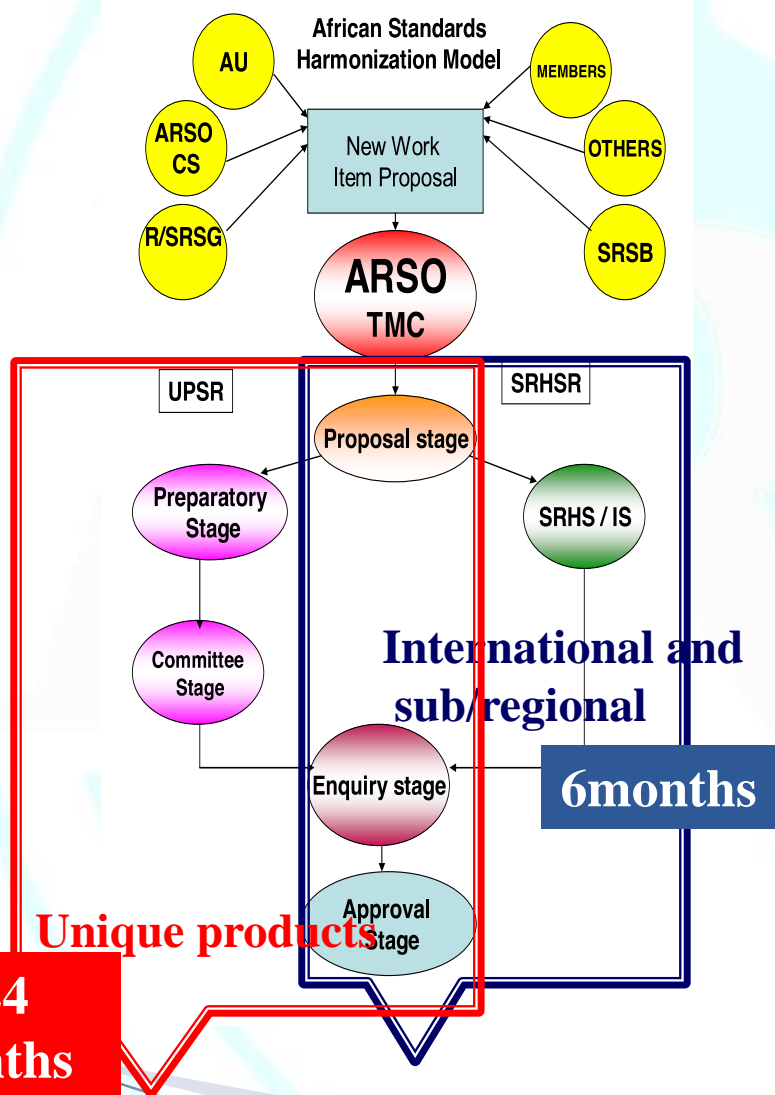 African Standards
Harmonization Model
AU
MEMBERS
ARSO
CS
New Work
Item Proposal
OTHERS
R/SRSG
SRSB
ARSO
TMC
UPSR
SRHSR
Proposal stage
Preparatory
Stage
SRHS / IS
Committee
Stage
International and
sub/regional
Enquiry stage
6months
Approval
Stage
Unique products
4